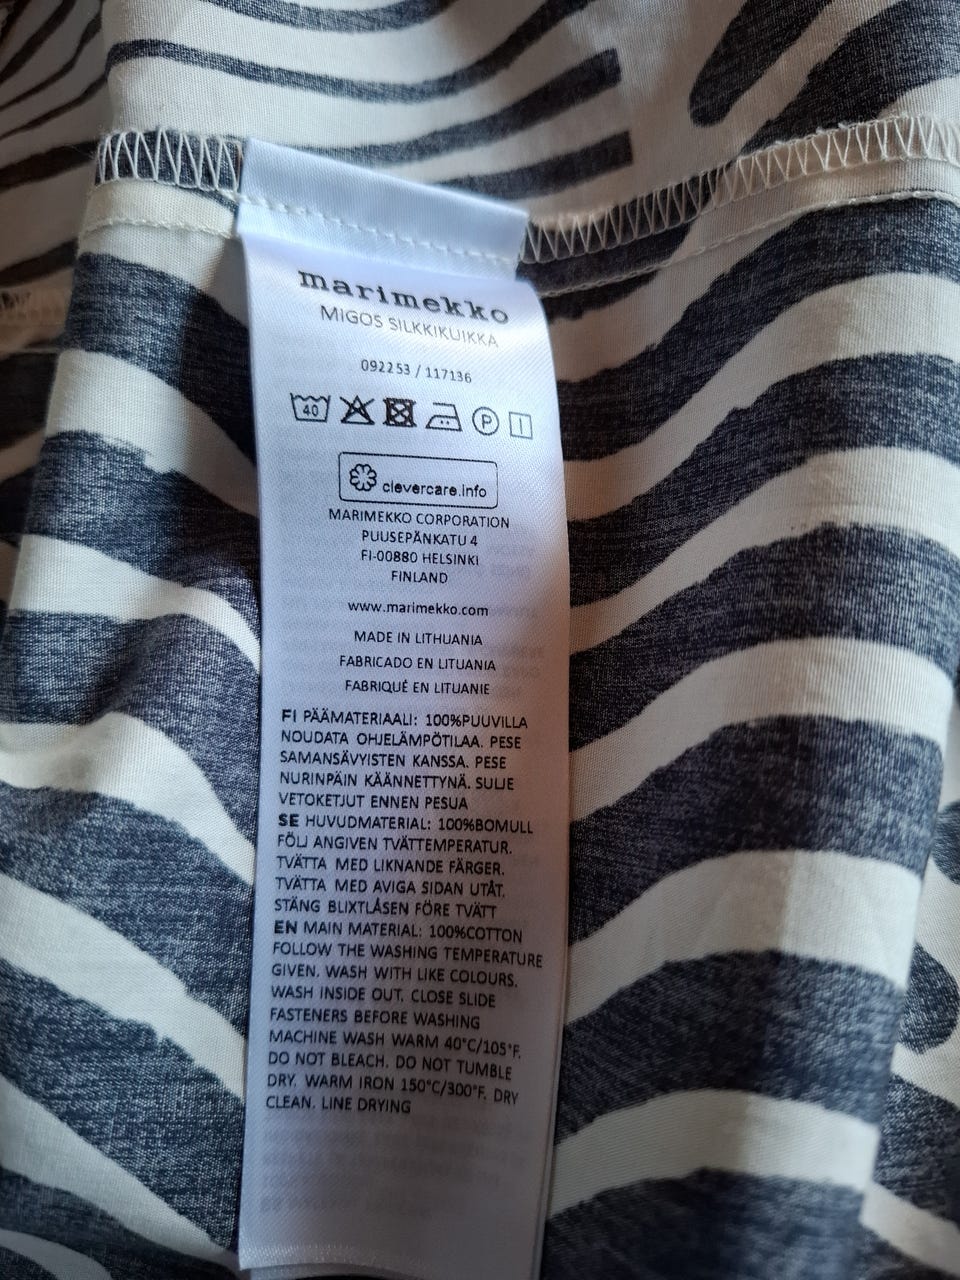 marimekko
MIGOS SILKKIKUIKKA
092253 / 117136
40
P
clevercare.info
MARIMEKKO CORPORATION
PUUSEPÄNKATU 4
FI-00880 HELSINKI
FINLAND
www.marimekko.com
MADE IN LITHUANIA
FABRICADO EN LITUANIA
FABRIQUÉ EN LITUANIE
FI PÄÄMATERIAALI: 100%PUUVILLA
NOUDATA OHJELÄMPÖTILAA. PESE
SAMANSÄVYISTEN KANSSA. PESE
NURINPÄIN KÄÄNNETTYNÄ. SULJE
VETOKETJUT ENNEN PESUA
SE HUVUDMATERIAL: 100%BOMULL
FÖLJ ANGIVEN TVÄTTEMPERATUR.
TVÄTTA MED LIKNANDE FÄRGER.
TVÄTTA MED AVIGA SIDAN UTÅT.
STÄNG BLIXTLÅSEN FÖRE TVÄTT
EN MAIN MATERIAL: 100%COTTON
FOLLOW THE WASHING TEMPERATURE
GIVEN. WASH WITH LIKE COLOURS.
WASH INSIDE OUT. CLOSE SLIDE
FASTENERS BEFORE WASHING
MACHINE WASH WARM 40°C/105°F.
DO NOT BLEACH. DO NOT TUMBLE
DRY. WARM IRON 150°C/300°F. DRY
CLEAN. LINE DRYING